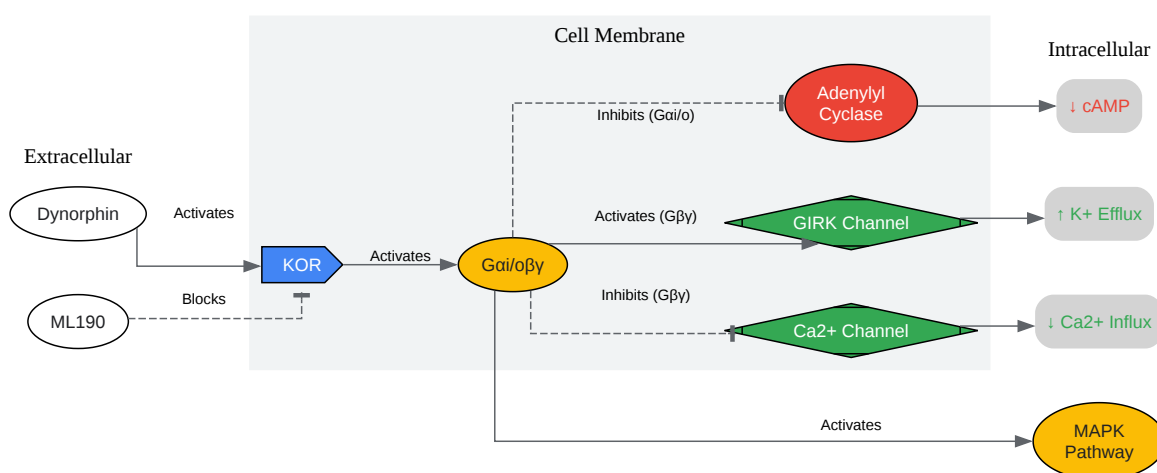 Cell Membrane
Intracellular
Extracellular
Adenylyl
Cyclase
Inhibits (Gαi/o)
↓ cAMP
Dynorphin
Activates
Activates (Gβγ)
GIRK Channel
↑ K+ Efflux
KOR
Activates
Gαi/oβγ
ML190
Blocks
Inhibits (Gβγ)
Ca2+ Channel
↓ Ca2+ Influx
Activates
MAPK
Pathway